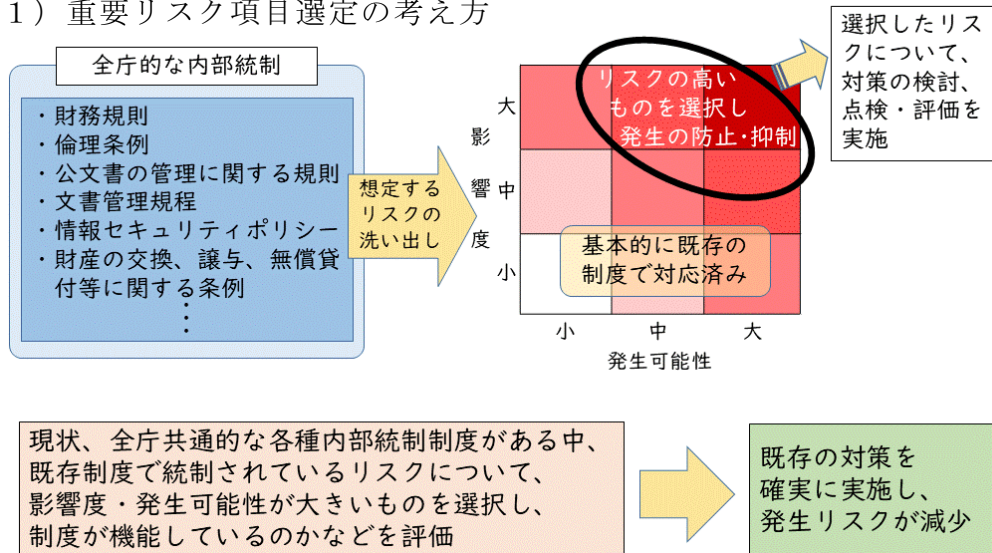 1）重要リスク項目選定の考え方
全庁的な内部統制
・財務規則
・倫理条例
・公文書の管理に関する規則
・文書管理規程
・情報セキュリティポリシー
・財産の交換、譲与、無償貸
付等に関する条例
⋮
想定する
リスクの
洗い出し
影響度
大
中
小
リスクの高い
ものを選択し
発生の防止・抑制
基本的に既存の
制度で対応済み
小 中 大
発生可能性
選択したリス
クについて、
対策の検討、
点検・評価を
実施
現状、全庁共通的な各種内部統制制度がある中、
既存制度で統制されているリスクについて、
影響度・発生可能性が大きいものを選択し、
制度が機能しているのかなどを評価
既存の対策を
確実に実施し、
発生リスクが減少